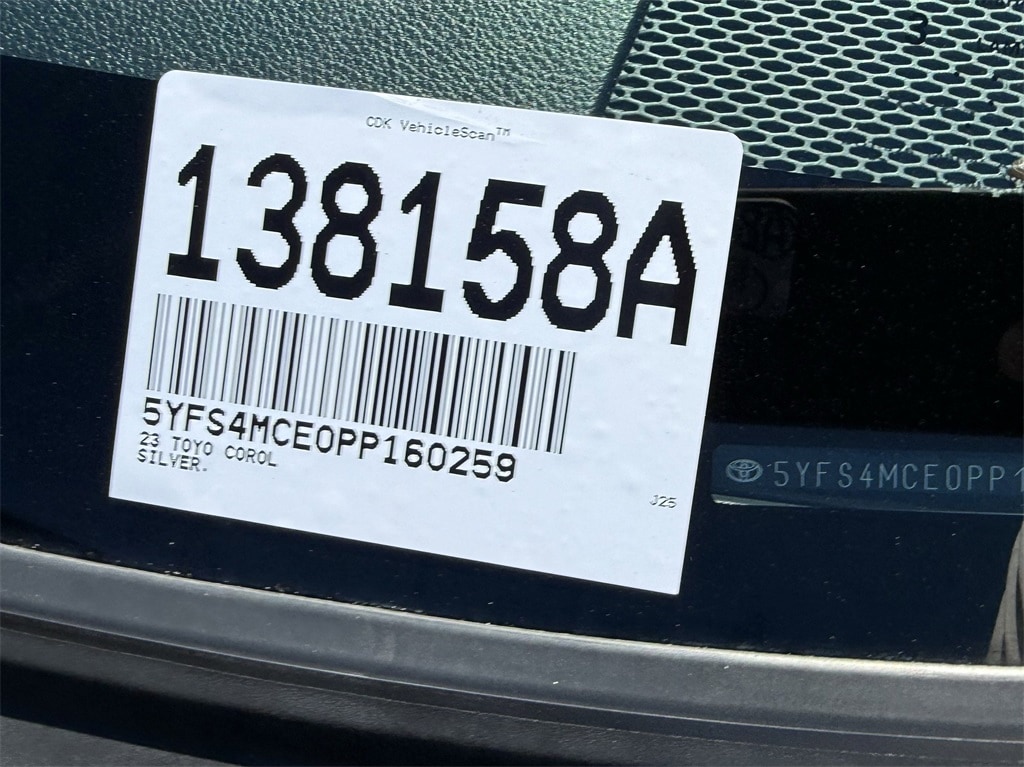 CDK VehicleScan™
138158A
5YFS4MCE0PP160259
23 TOYO COROL
SILVER.
J25
5YFS4MCE0PP1